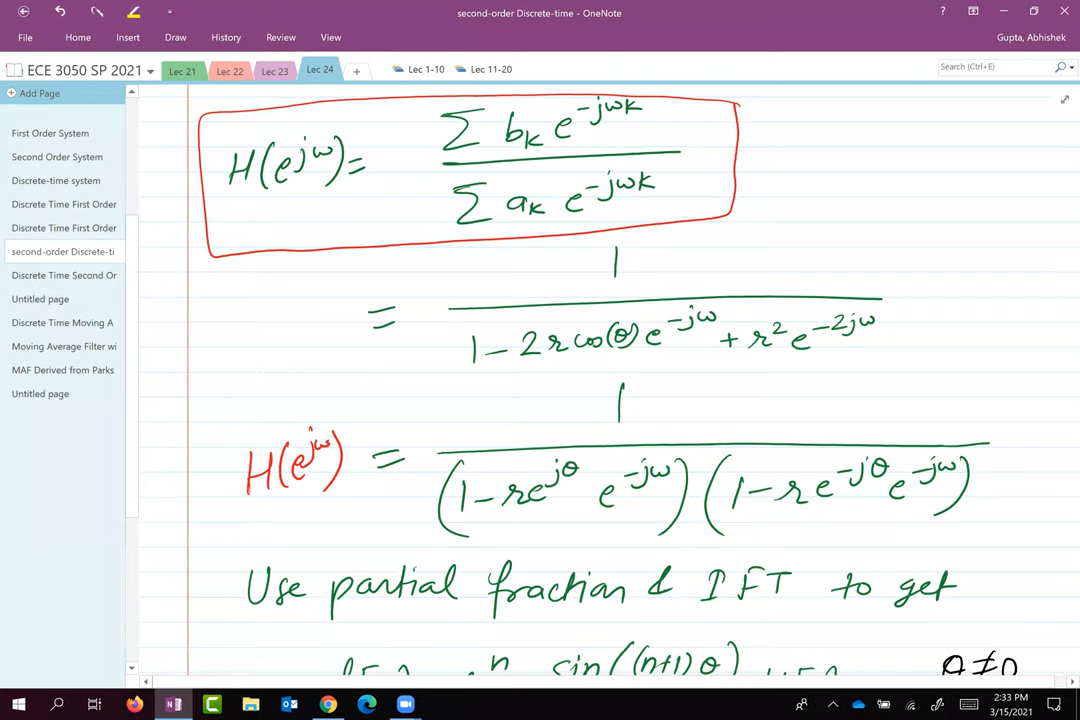 second-order Discrete-time - OneNote
File Home Insert Draw History Review View
Gupta, Abhishek
ECE 3050 SP 2021
Lec 21 Lec 22 Lec 23 Lec 24 + Lec 1-10 Lec 11-20
Search (Ctrl+E)
Add Page
First Order System
Second Order System
Discrete-time system
Discrete Time First Order
Discrete Time First Order
second-order Discrete-ti
Discrete Time Second Or
Untitled page
Discrete Time Moving A
Moving Average Filter wi
MAF Derived from Parks
Untitled page
H(e^{jω}) = Σ b_k e^{-jωk} / Σ a_k e^{-jωk}
= 1 / (1 - 2r cos(θ) e^{-jω} + r² e^{-2jω})
H(e^{jω}) = 1 / ((1 - re^{jθ} e^{-jω}) (1 - re^{-jθ} e^{-jω}))
Use partial fraction & IFT to get
n sin((n+1)θ) θ≠0
2:33 PM
3/15/2021